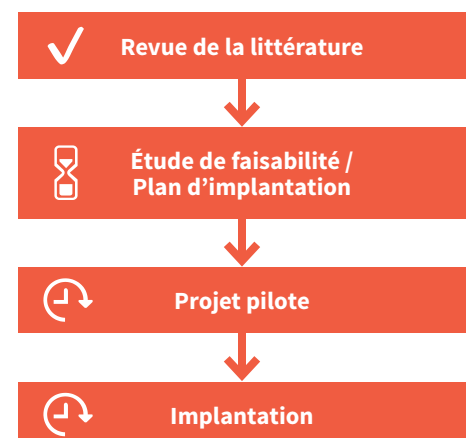 Revue de la littérature
Étude de faisabilité /
Plan d’implantation
Projet pilote
Implantation